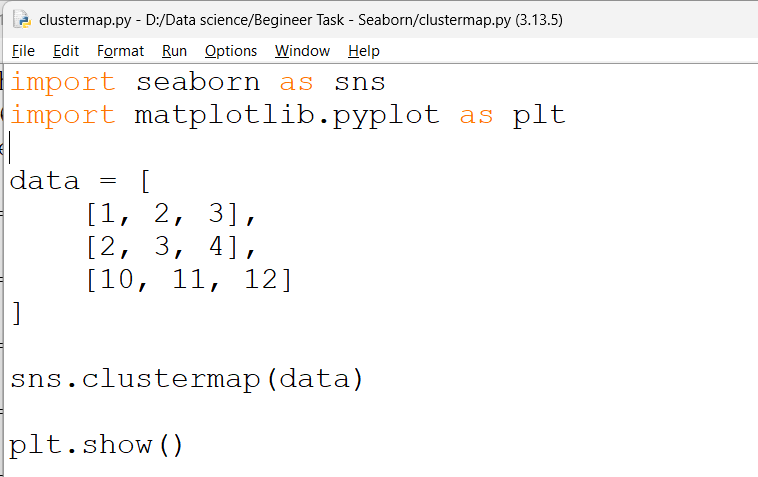 clustermap.py - D:/Data science/Begineer Task - Seaborn/clustermap.py (3.13.5)
File Edit Format Run Options Window Help
import seaborn as sns
import matplotlib.pyplot as plt
data = [
    [1, 2, 3],
    [2, 3, 4],
    [10, 11, 12]
]
sns.clustermap(data)
plt.show()